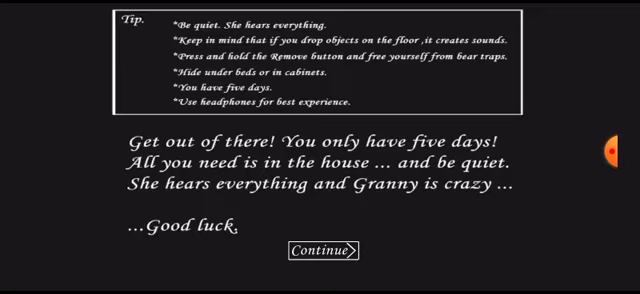 Tip.
*Be quiet. She hears everything.
*Keep in mind that if you drop objects on the floor ,it creates sounds.
*Press and hold the Remove button and free yourself from bear traps.
*Hide under beds or in cabinets.
*You have five days.
*Use headphones for best experience.
Get out of there! You only have five days!
All you need is in the house ... and be quiet.
She hears everything and Granny is crazy ...
...Good luck.
Continue>